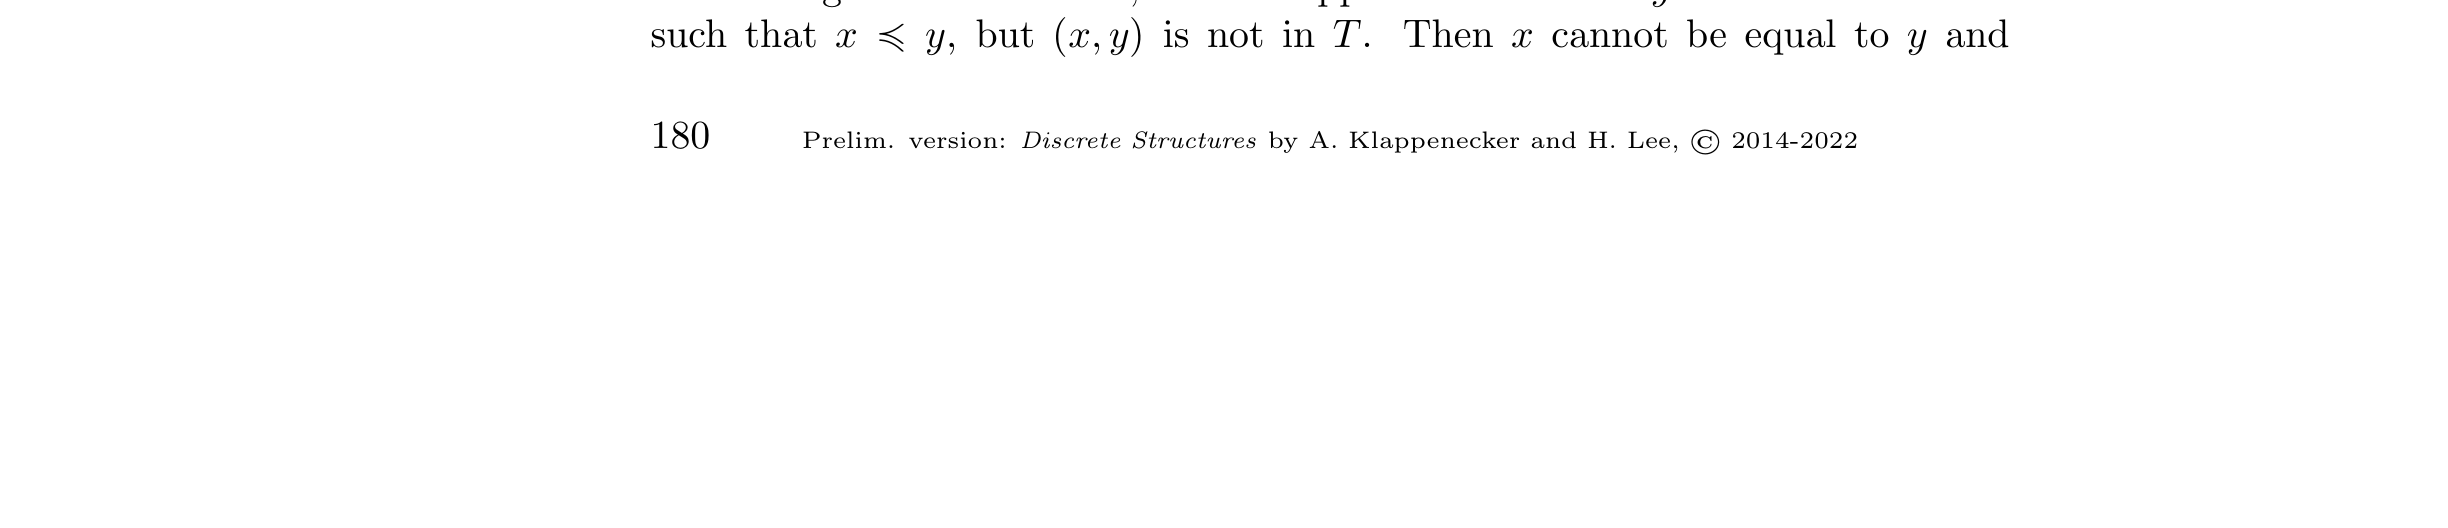 such that x ≼ y, but (x, y) is not in T. Then x cannot be equal to y and
180 Prelim. version: Discrete Structures by A. Klappenecker and H. Lee, © 2014-2022